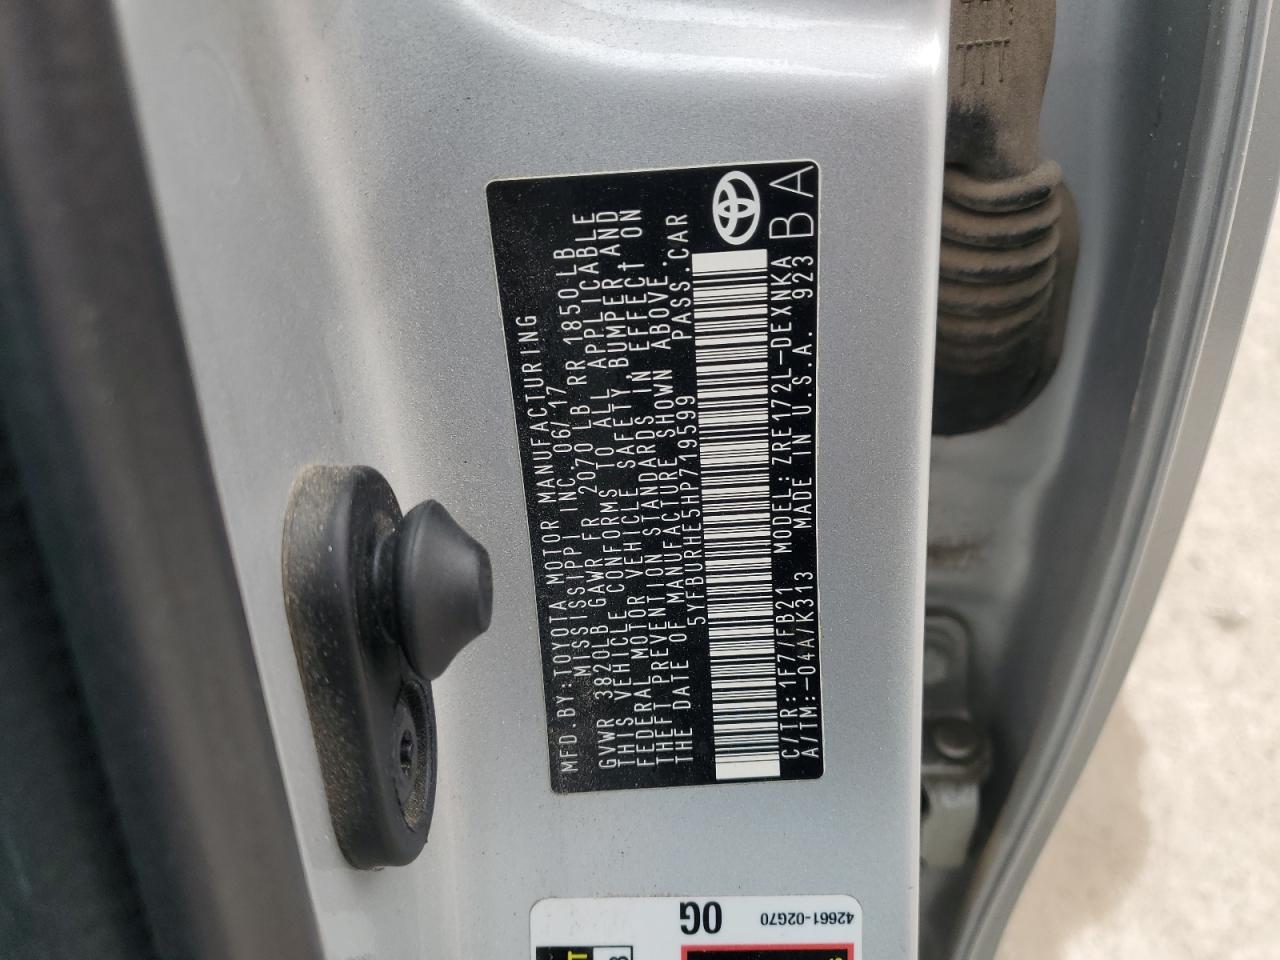 MFD.BY:TOYOTA MOTOR MANUFACTURING
MISSISSIPPI INC. 06/17
GVWR 3820LB GAWR FR 2070 LB RR 1850 LB
THIS VEHICLE CONFORMS TO ALL APPLICABLE
FEDERAL MOTOR VEHICLE SAFETY, BUMPER, AND
THEFT PREVENTION STANDARDS IN EFFECT ON
THE DATE OF MANUFACTURE SHOWN ABOVE.
5YFBURHE5HP719599 PASS.CAR
C/TR:1F7/FB21 MODEL:ZRE172L-DEXNKA
A/TM:-04A/K313 MADE IN U.S.A. 923
BA
42661-02G70 0G